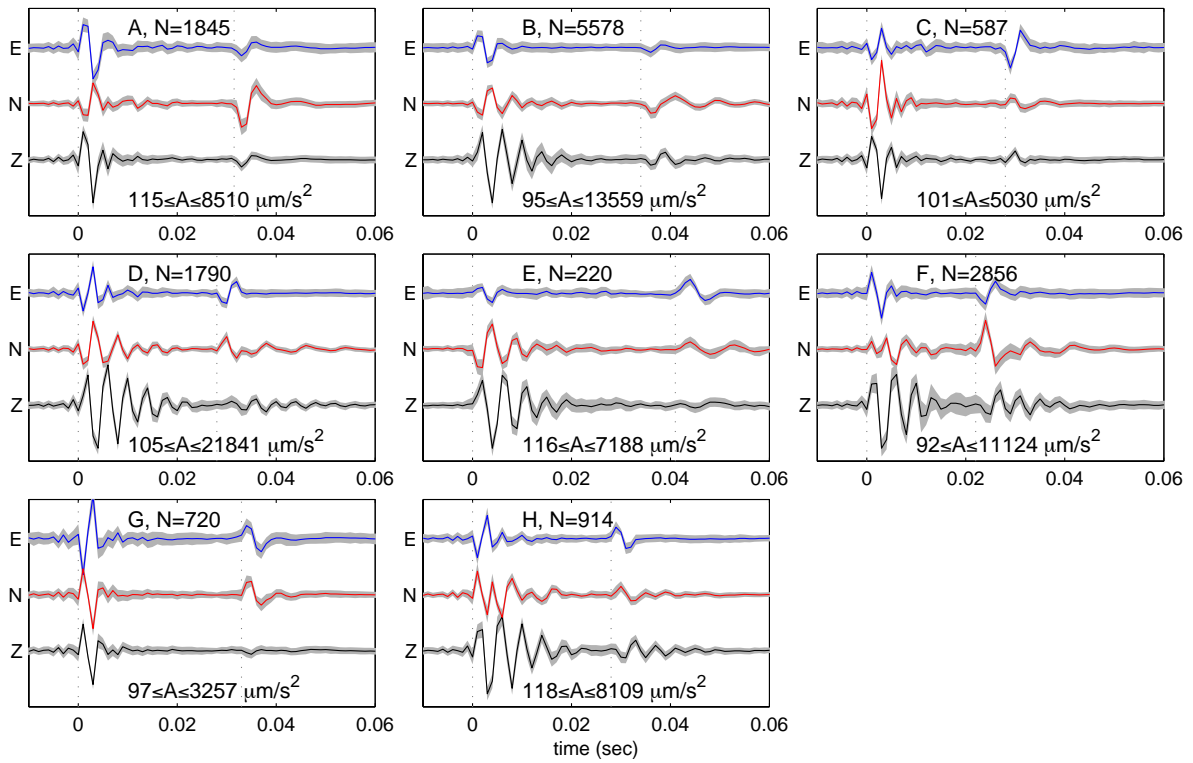 A, N=1845
E
N
Z
115≤A≤8510 μm/s²
0 0.02 0.04 0.06
B, N=5578
E
N
Z
95≤A≤13559 μm/s²
0 0.02 0.04 0.06
C, N=587
E
N
Z
101≤A≤5030 μm/s²
0 0.02 0.04 0.06
D, N=1790
E
N
Z
105≤A≤21841 μm/s²
0 0.02 0.04 0.06
E, N=220
E
N
Z
116≤A≤7188 μm/s²
0 0.02 0.04 0.06
F, N=2856
E
N
Z
92≤A≤11124 μm/s²
0 0.02 0.04 0.06
G, N=720
E
N
Z
97≤A≤3257 μm/s²
0 0.02 0.04 0.06
H, N=914
E
N
Z
118≤A≤8109 μm/s²
0 0.02 0.04 0.06
time (sec)